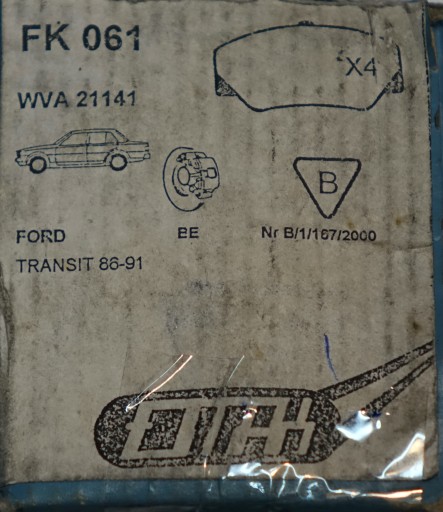 FK 061
X4
WVA 21141
B
FORD
BE
Nr B/1/167/2000
TRANSIT 86-91